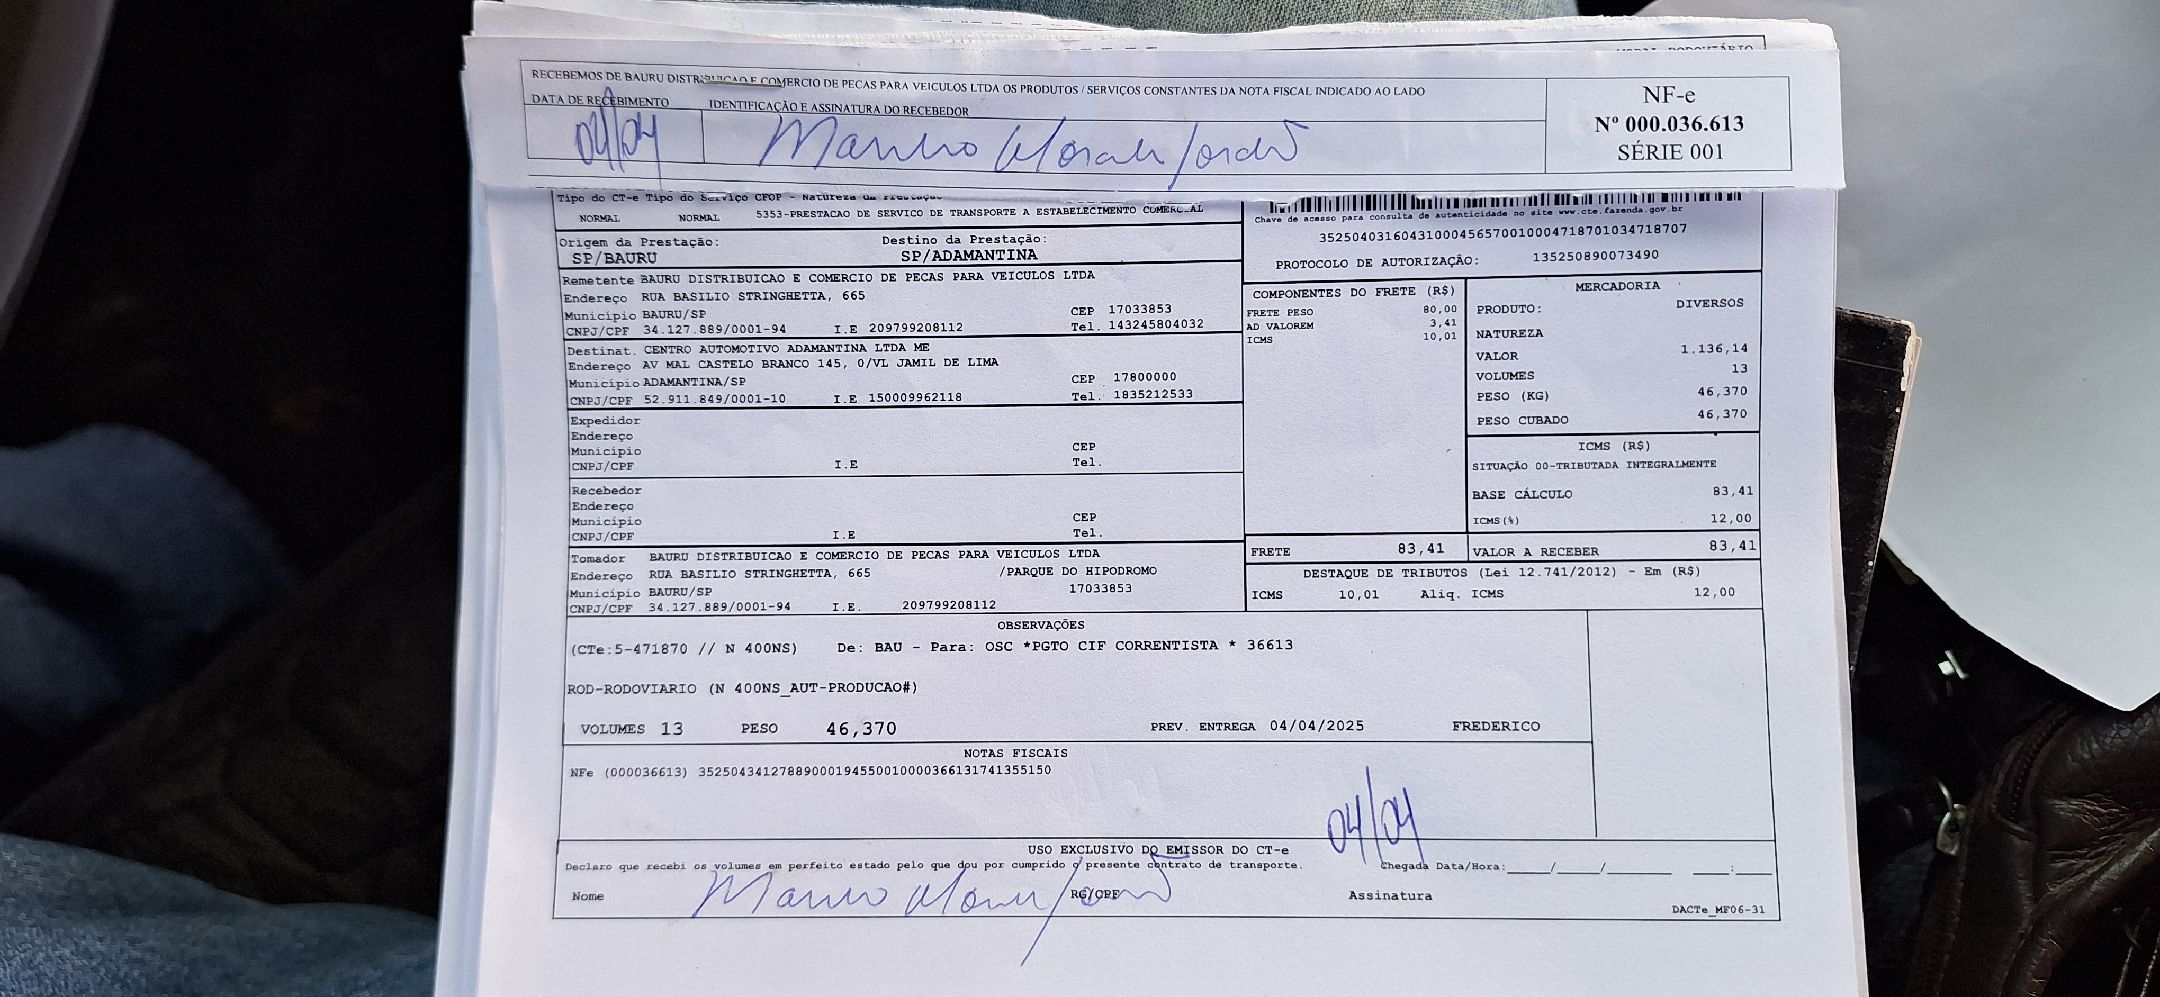 RECEBEMOS DE BAURU DISTRIBUICAO E COMERCIO DE PECAS PARA VEICULOS LTDA OS PRODUTOS / SERVIÇOS CONSTANTES DA NOTA FISCAL INDICADO AO LADO
DATA DE RECEBIMENTO IDENTIFICAÇÃO E ASSINATURA DO RECEBEDOR
04/04
NF-e
Nº 000.036.613
SÉRIE 001
Tipo do CT-e Tipo do Serviço CFOP - Natureza da Prestação
NORMAL NORMAL 5353-PRESTACAO DE SERVICO DE TRANSPORTE A ESTABELECIMENTO COMERCIAL
Chave de acesso para consulta de autenticidade no site www.cte.fazenda.gov.br
35250403160431000456570010004718701034718707
PROTOCOLO DE AUTORIZAÇÃO: 135250890073490
Origem da Prestação: Destino da Prestação:
SP/BAURU SP/ADAMANTINA
Remetente BAURU DISTRIBUICAO E COMERCIO DE PECAS PARA VEICULOS LTDA
Endereço RUA BASILIO STRINGHETTA, 665
Município BAURU/SP CEP 17033853
CNPJ/CPF 34.127.889/0001-94 I.E 209799208112 Tel. 143245804032
Destinat. CENTRO AUTOMOTIVO ADAMANTINA LTDA ME
Endereço AV MAL CASTELO BRANCO 145, 0/VL JAMIL DE LIMA
Município ADAMANTINA/SP CEP 17800000
CNPJ/CPF 52.911.849/0001-10 I.E 150009962118 Tel. 1835212533
Expedidor
Endereço
Município CEP
CNPJ/CPF I.E Tel.
Recebedor
Endereço
Município CEP
CNPJ/CPF I.E Tel.
Tomador BAURU DISTRIBUICAO E COMERCIO DE PECAS PARA VEICULOS LTDA
Endereço RUA BASILIO STRINGHETTA, 665 /PARQUE DO HIPODROMO
Município BAURU/SP 17033853
CNPJ/CPF 34.127.889/0001-94 I.E. 209799208112
COMPONENTES DO FRETE (R$)
FRETE PESO 80,00
AD VALOREM 3,41
ICMS 10,01
MERCADORIA
PRODUTO: DIVERSOS
NATUREZA
VALOR 1.136,14
VOLUMES 13
PESO (KG) 46,370
PESO CUBADO 46,370
ICMS (R$)
SITUAÇÃO 00-TRIBUTADA INTEGRALMENTE
BASE CÁLCULO 83,41
ICMS(%) 12,00
FRETE 83,41 VALOR A RECEBER 83,41
DESTAQUE DE TRIBUTOS (Lei 12.741/2012) - Em (R$)
ICMS 10,01 Aliq. ICMS 12,00
OBSERVAÇÕES
(CTe:5-471870 // N 400NS) De: BAU - Para: OSC *PGTO CIF CORRENTISTA * 36613
ROD-RODOVIARIO (N 400NS_AUT-PRODUCAO#)
VOLUMES 13 PESO 46,370 PREV. ENTREGA 04/04/2025 FREDERICO
NOTAS FISCAIS
NFe (000036613) 35250434127889000194550010000366131741355150
04/04
USO EXCLUSIVO DO EMISSOR DO CT-e
Declaro que recebi os volumes em perfeito estado pelo que dou por cumprido o presente contrato de transporte. Chegada Data/Hora:____/____/______ ___:___
Nome RG/CPF Assinatura
DACTe_MF06-31